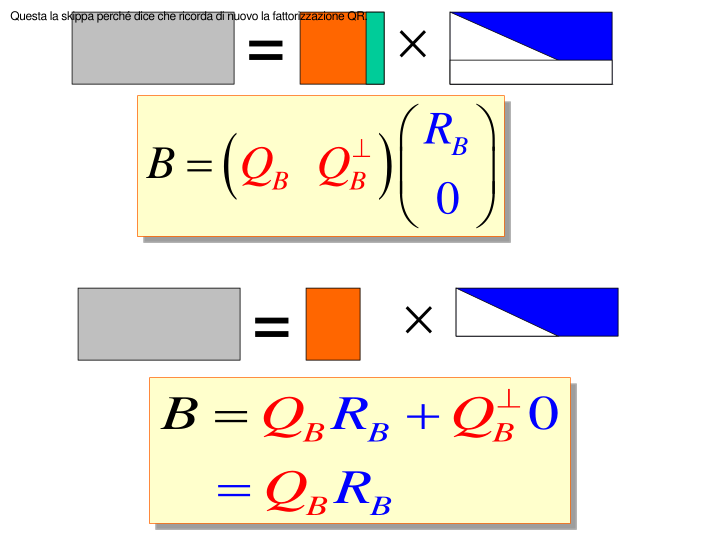 Questa la skippa perché dice che ricorda di nuovo la fattorizzazione QR.
= ×
B = (Q_B Q_B^⊥) (R_B
0)
= ×
B = Q_B R_B + Q_B^⊥ 0
= Q_B R_B